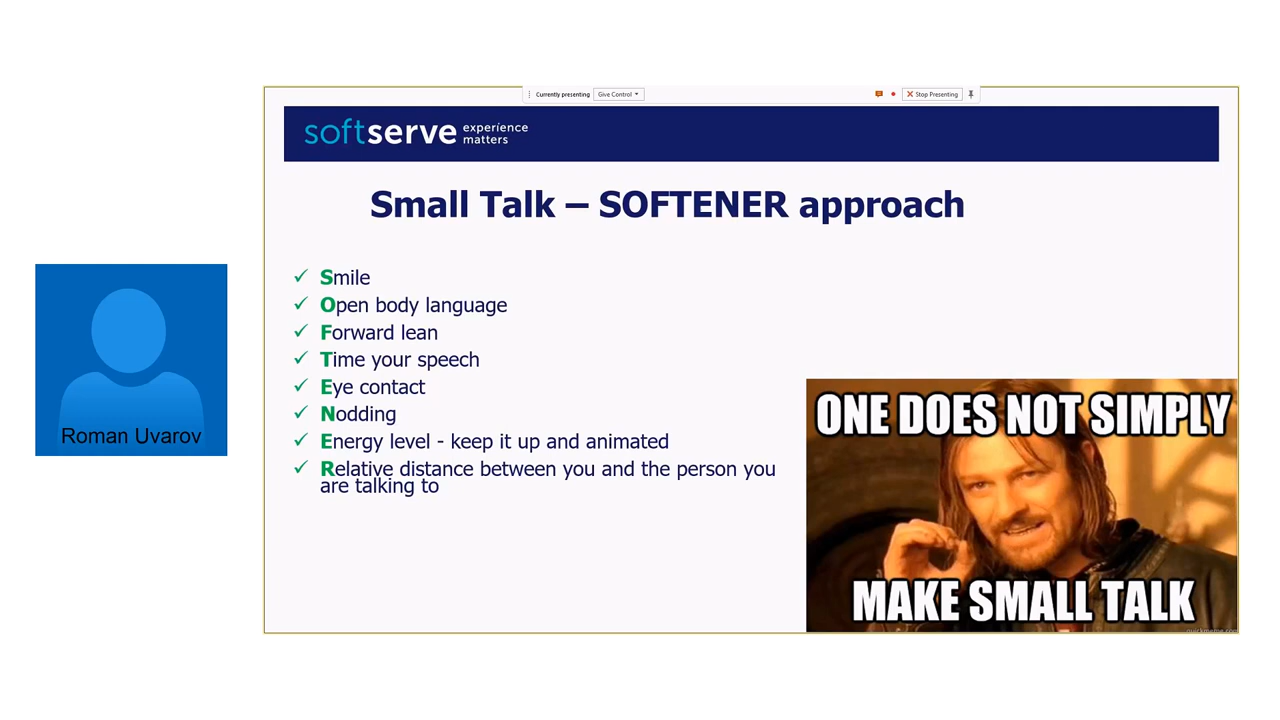 Currently presenting Give Control Stop Presenting
softserve experience
matters
Small Talk – SOFTENER approach
Smile
Open body language
Forward lean
Time your speech
Eye contact
Nodding
Energy level - keep it up and animated
Relative distance between you and the person you
are talking to
Roman Uvarov
ONE DOES NOT SIMPLY
MAKE SMALL TALK
quickmeme.com